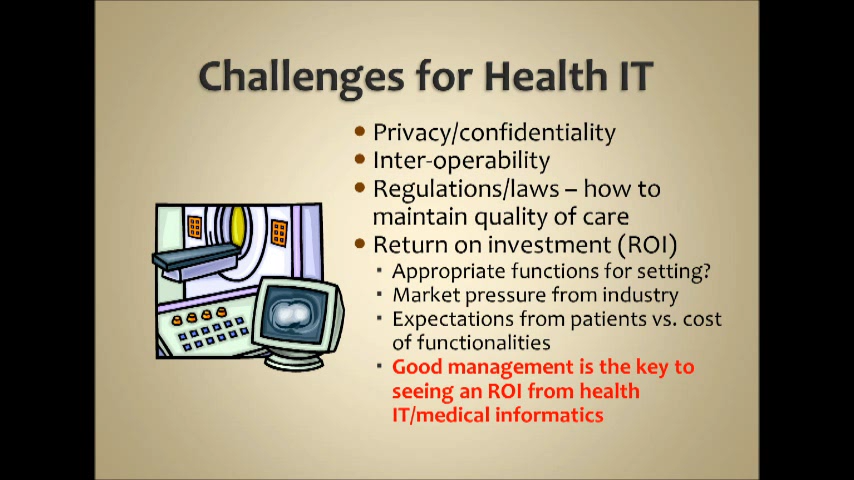 Challenges for Health IT
• Privacy/confidentiality
• Inter-operability
• Regulations/laws – how to
maintain quality of care
• Return on investment (ROI)
▪ Appropriate functions for setting?
▪ Market pressure from industry
▪ Expectations from patients vs. cost
of functionalities
▪ Good management is the key to
seeing an ROI from health
IT/medical informatics